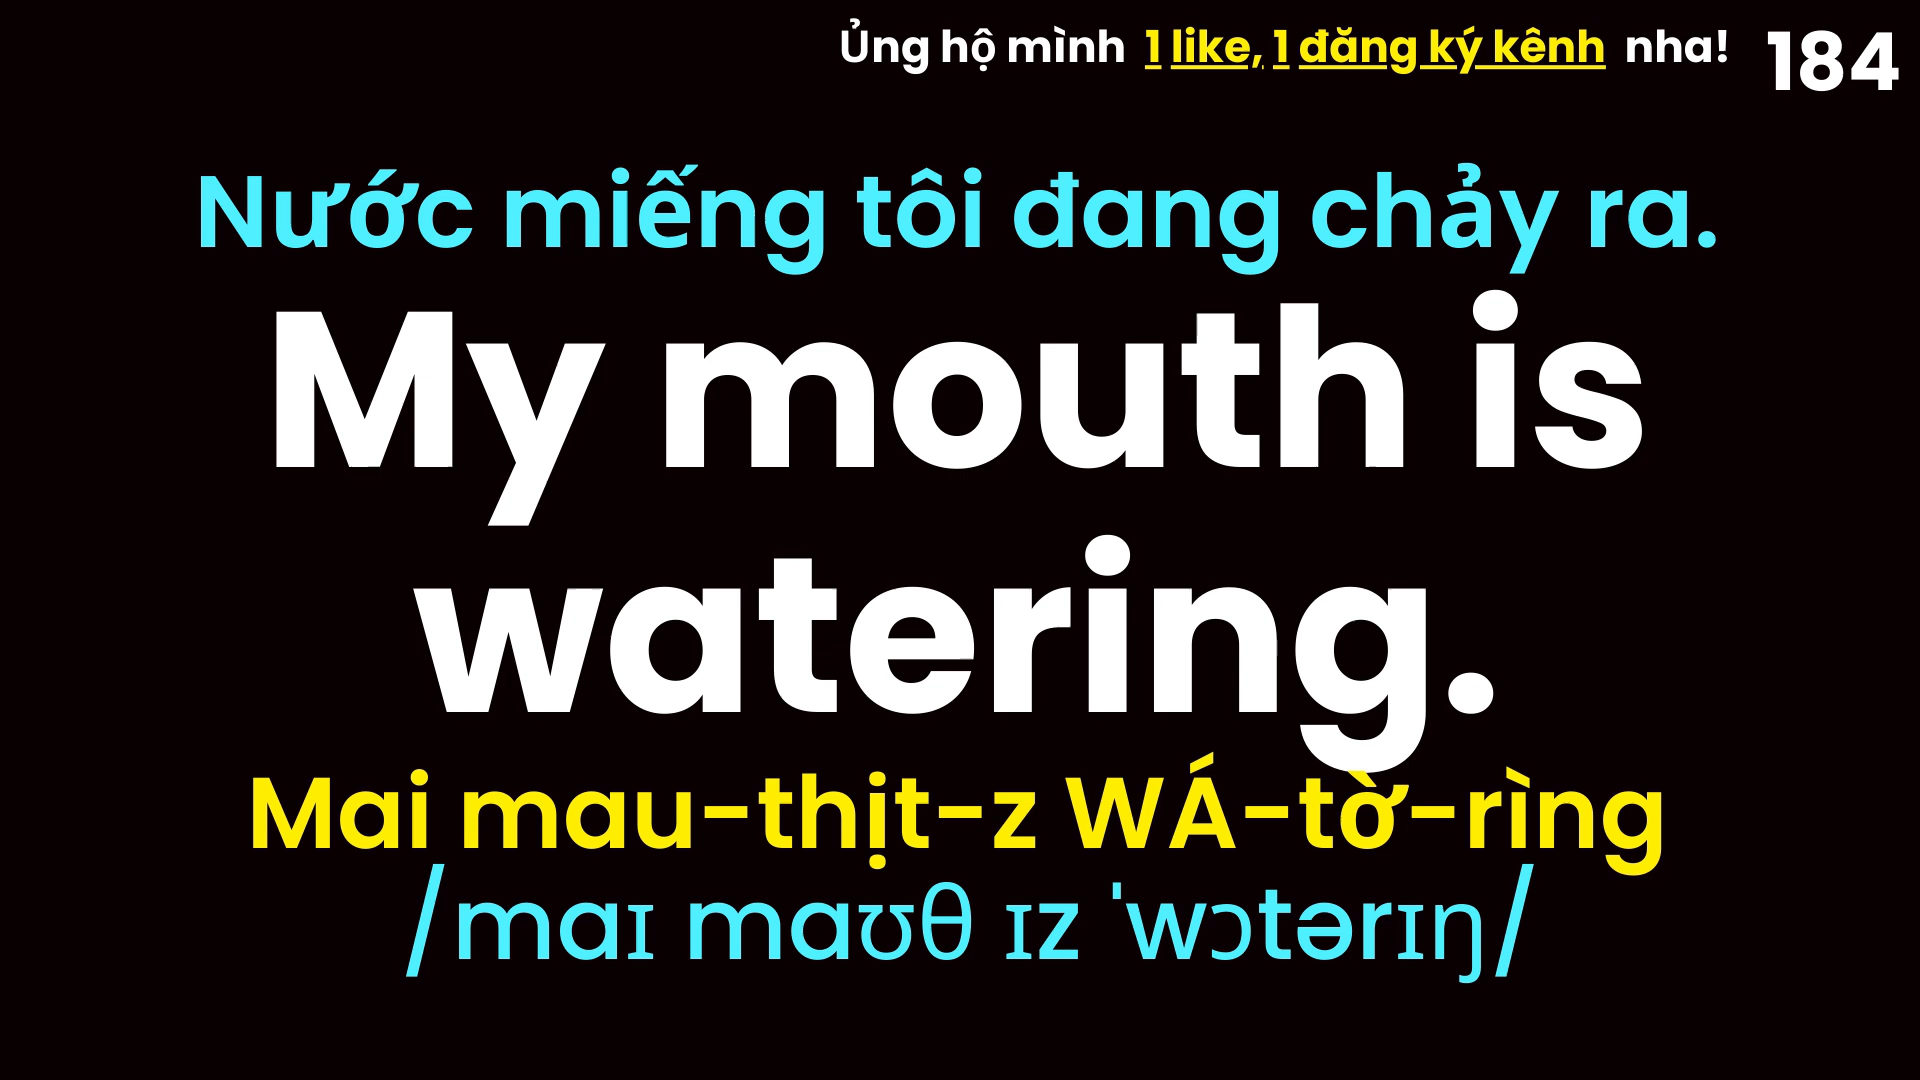 Ủng hộ mình 1 like, 1 đăng ký kênh nha! 184
Nước miếng tôi đang chảy ra.
My mouth is
watering.
Mai mau-thịt-z WÁ-tờ-rìng
/maɪ maʊθ ɪz ˈwɔtərɪŋ/